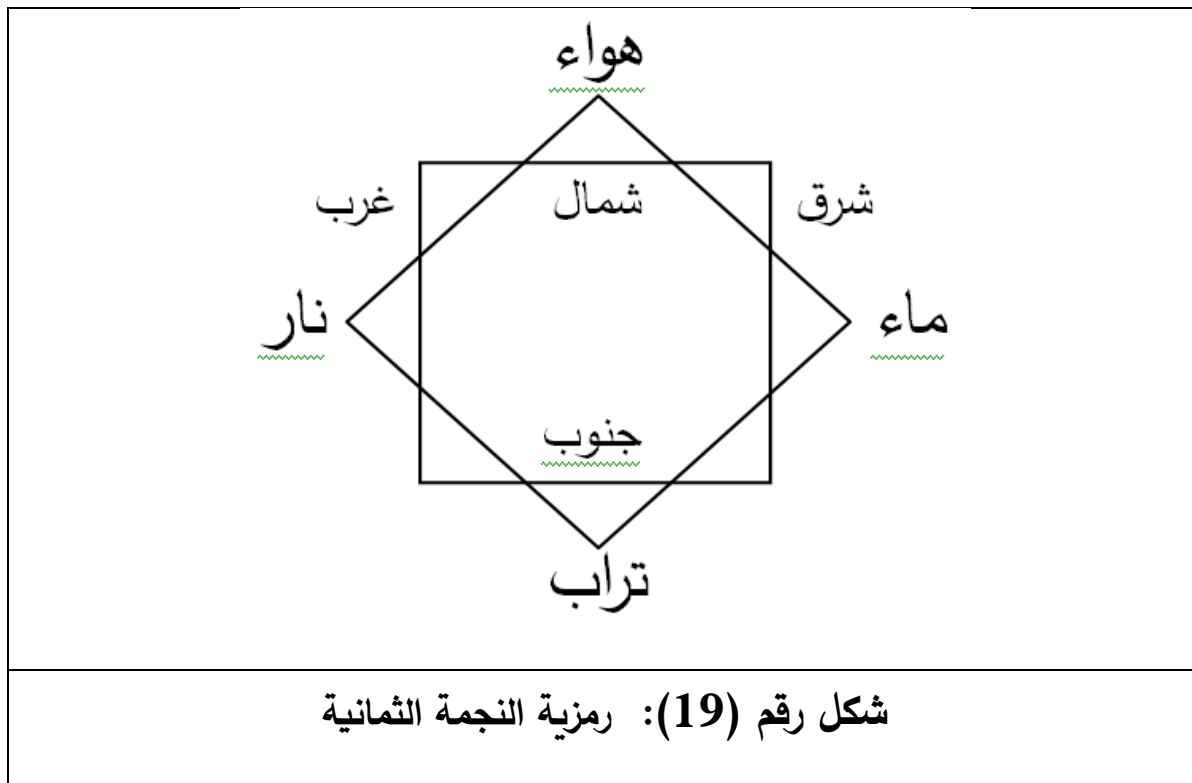 هواء
شرق
شمال
غرب
ماء
نار
جنوب
تراب
شكل رقم (19): رمزية النجمة الثمانية